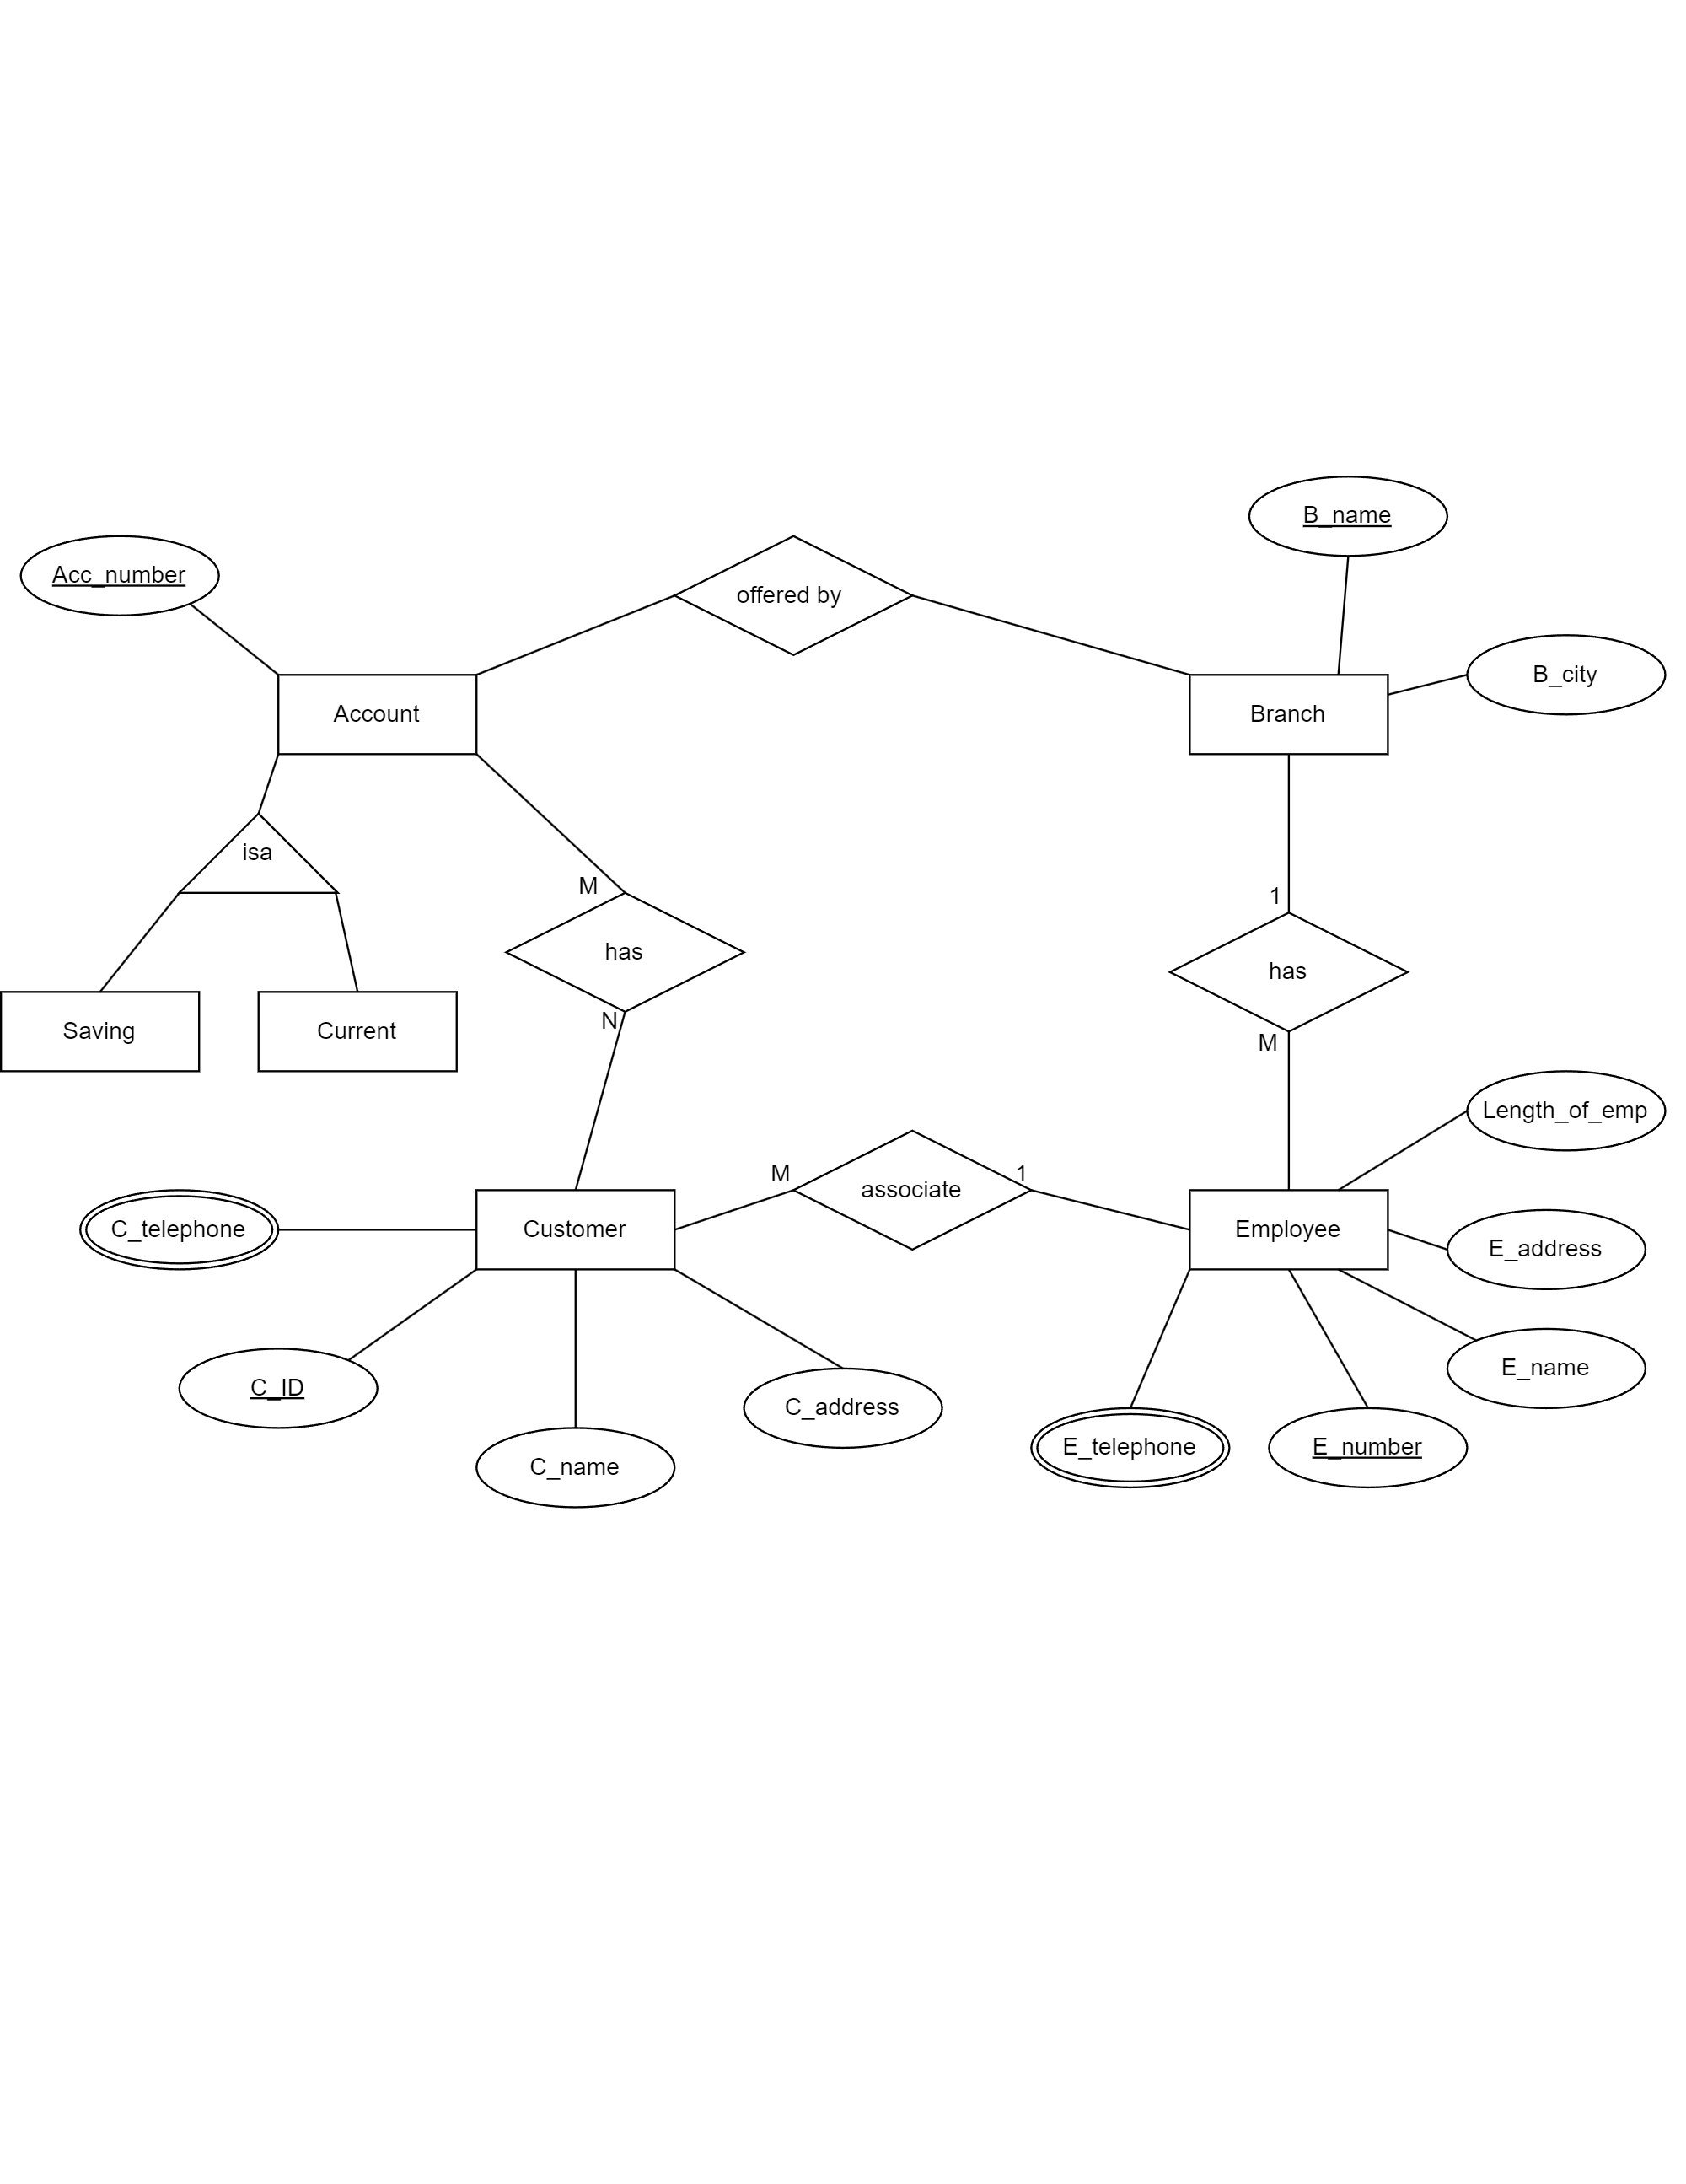 B_name
Acc_number
offered by
B_city
Account
Branch
isa
M
1
has
has
N
M
Saving
Current
Length_of_emp
M
1
associate
C_telephone
Customer
Employee
E_address
C_ID
E_name
C_address
C_name
E_telephone
E_number